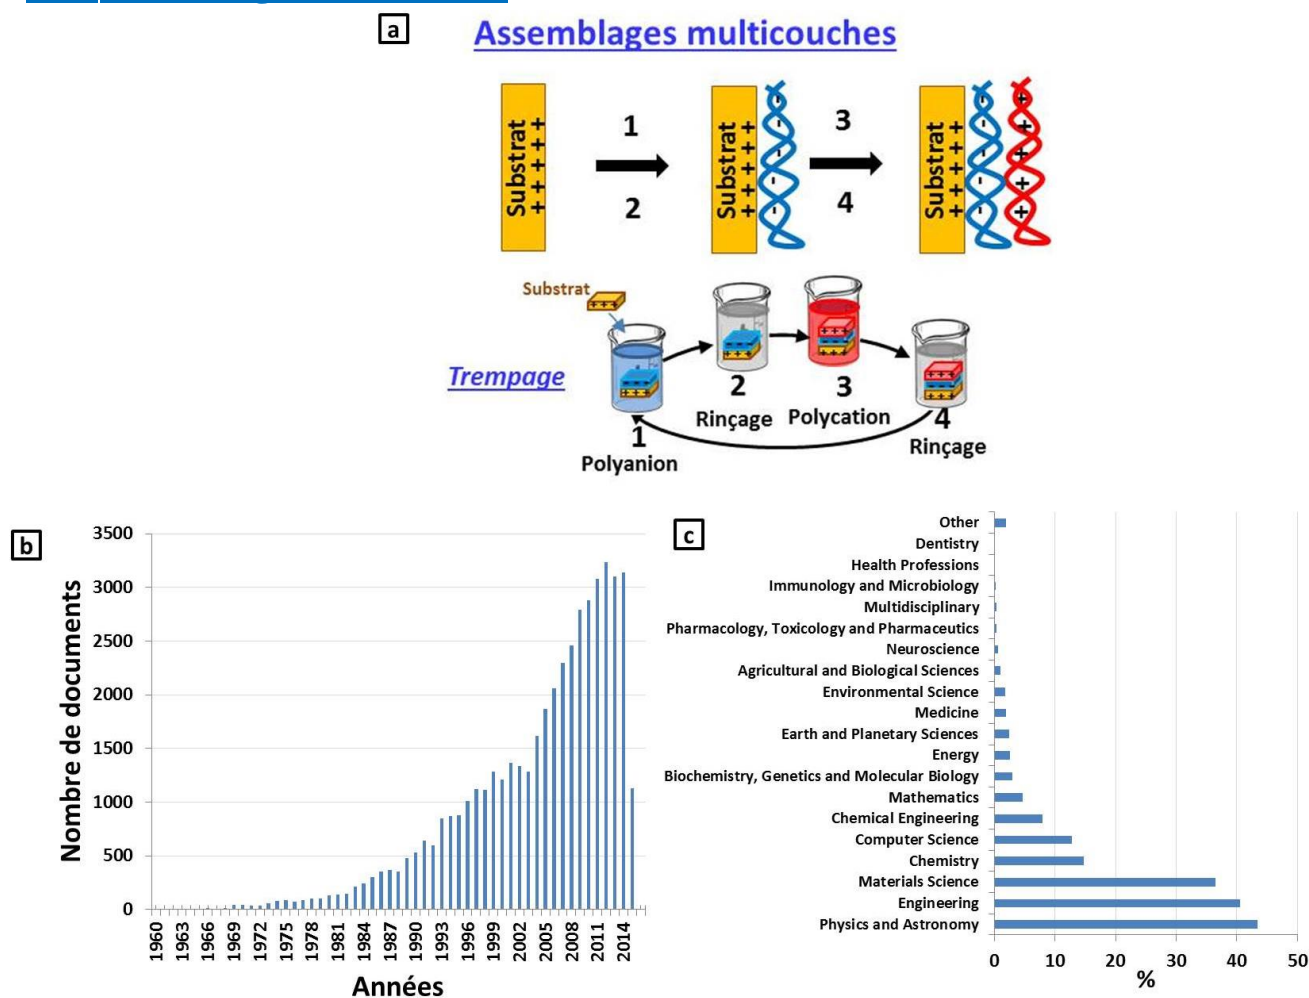 a
Assemblages multicouches
Substrat
+ + + + +
1
2
Substrat
+ + + + +
- - - - -
3
4
Substrat
+ + + + +
- - - - -
+ + + + +
Substrat
+ + +
Trempage
1
Polyanion
2
Rinçage
3
Polycation
4
Rinçage
b
Nombre de documents
3500
3000
2500
2000
1500
1000
500
0
1960 1963 1966 1969 1972 1975 1978 1981 1984 1987 1990 1993 1996 1999 2002 2005 2008 2011 2014
Années
c
Other
Dentistry
Health Professions
Immunology and Microbiology
Multidisciplinary
Pharmacology, Toxicology and Pharmaceutics
Neuroscience
Agricultural and Biological Sciences
Environmental Science
Medicine
Earth and Planetary Sciences
Energy
Biochemistry, Genetics and Molecular Biology
Mathematics
Chemical Engineering
Computer Science
Chemistry
Materials Science
Engineering
Physics and Astronomy
0 10 20 30 40 50
%